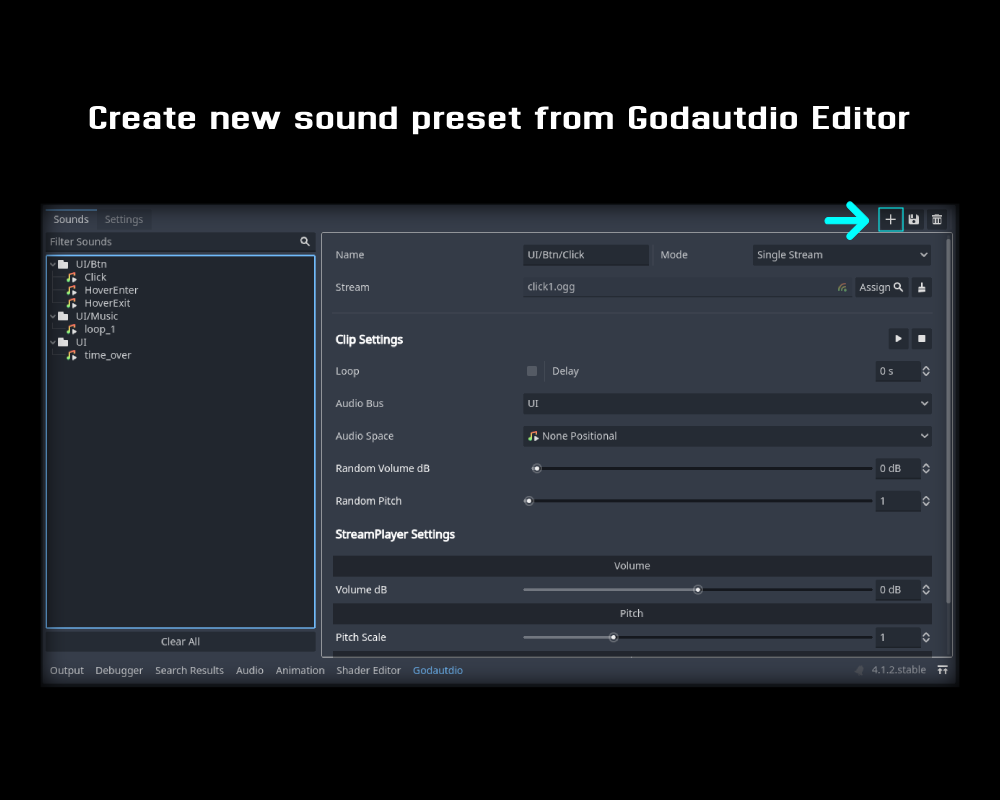 Create new sound preset from Godautdio Editor
Sounds Settings
Filter Sounds
UI/Btn
Click
HoverEnter
HoverExit
UI/Music
loop_1
UI
time_over
Clear All
Name UI/Btn/Click Mode Single Stream
Stream click1.ogg Assign
Clip Settings
Loop Delay 0 s
Audio Bus UI
Audio Space None Positional
Random Volume dB 0 dB
Random Pitch 1
StreamPlayer Settings
Volume
Volume dB 0 dB
Pitch
Pitch Scale 1
Output Debugger Search Results Audio Animation Shader Editor Godautdio 4.1.2.stable